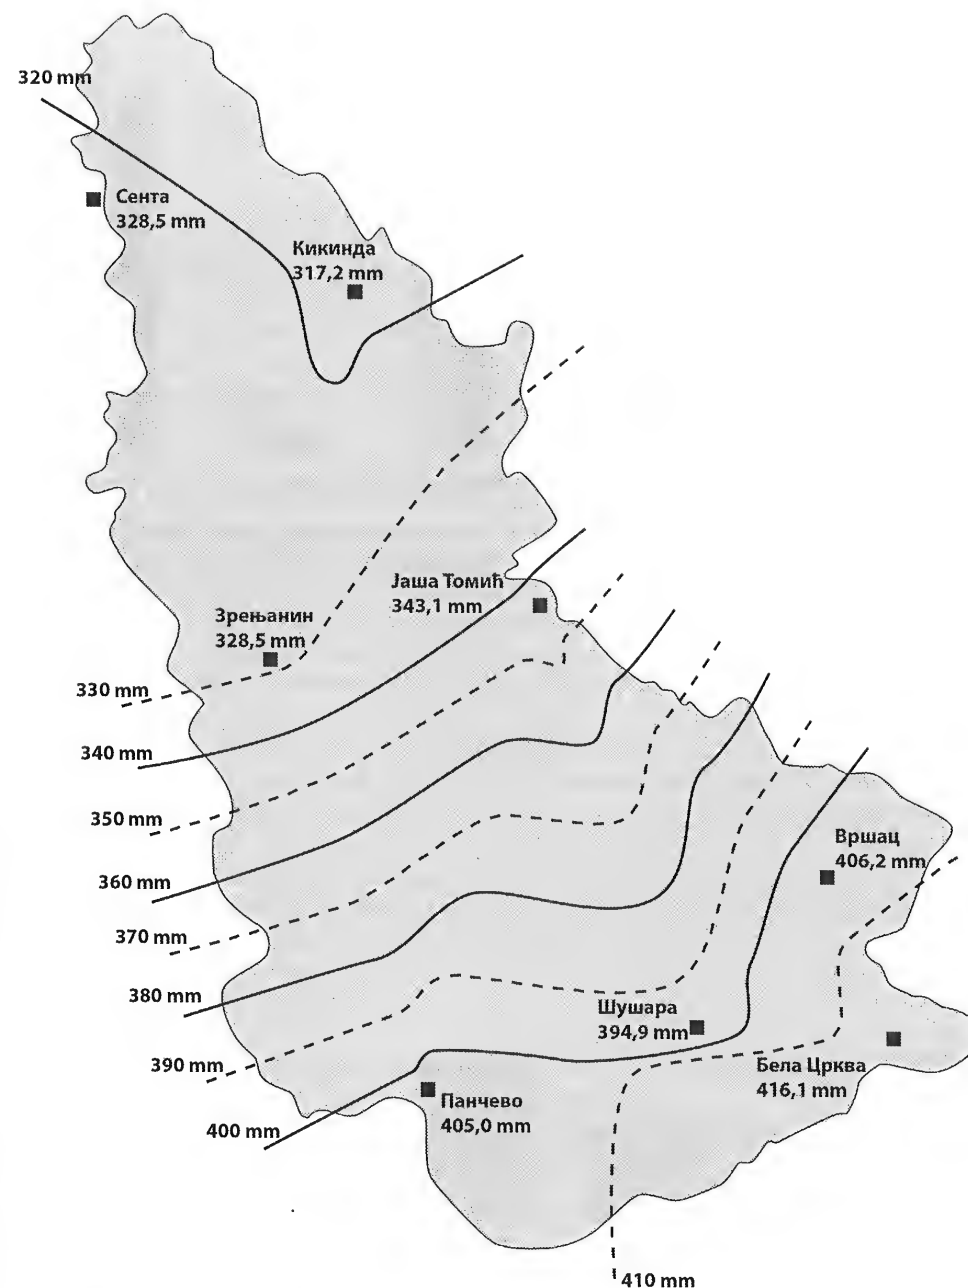 320 mm
Сента
328,5 mm
Кикинда
317,2 mm
Јаша Томић
343,1 mm
Зрењанин
328,5 mm
330 mm
340 mm
350 mm
360 mm
Вршац
406,2 mm
370 mm
380 mm
Шушара
394,9 mm
390 mm
Бела Црква
416,1 mm
Панчево
405,0 mm
400 mm
410 mm